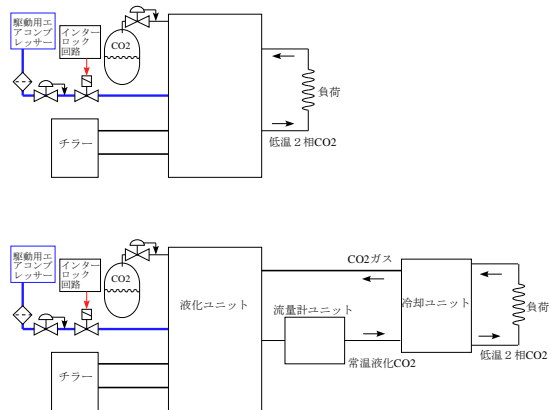 駆動用エ
アコンプ
レッサー
インター
ロック
回路
CO2
チラー
負荷
低温２相CO2
駆動用エ
アコンプ
レッサー
インター
ロック
回路
CO2
チラー
液化ユニット
流量計ユニット
CO2ガス
冷却ユニット
常温液化CO2
負荷
低温２相CO2